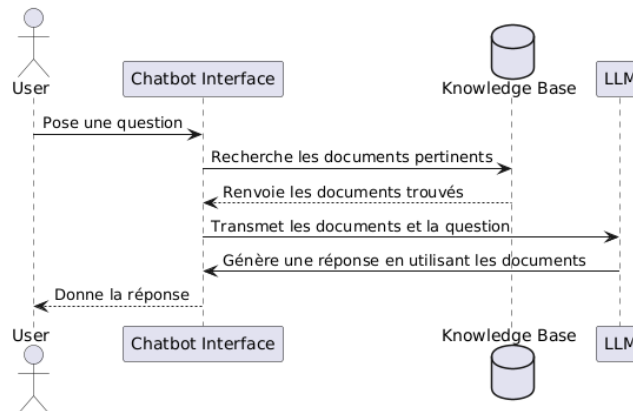 User
Chatbot Interface
Knowledge Base
LLM
Pose une question
Recherche les documents pertinents
Renvoie les documents trouvés
Transmet les documents et la question
Génère une réponse en utilisant les documents
Donne la réponse
User
Chatbot Interface
Knowledge Base
LLM